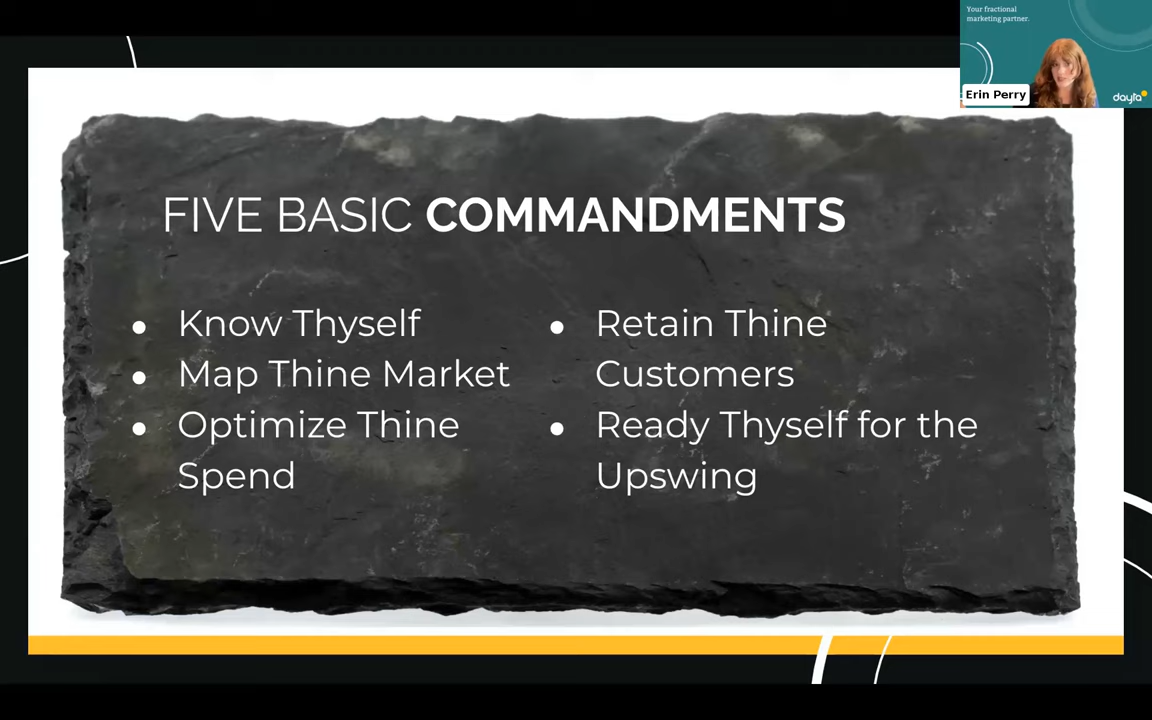 Your fractional
marketing partner.
Erin Perry
dayta
FIVE BASIC COMMANDMENTS
• Know Thyself
• Map Thine Market
• Optimize Thine
Spend
• Retain Thine
Customers
• Ready Thyself for the
Upswing